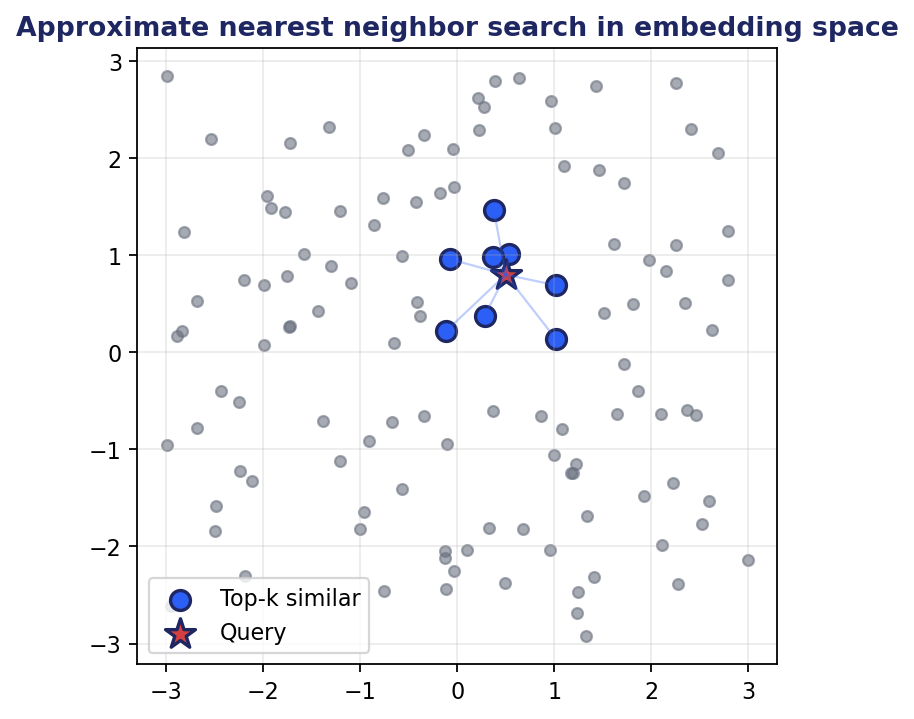 Approximate nearest neighbor search in embedding space
3
2
1
0
−1
−2
−3
Top-k similar
Query
−3 −2 −1 0 1 2 3